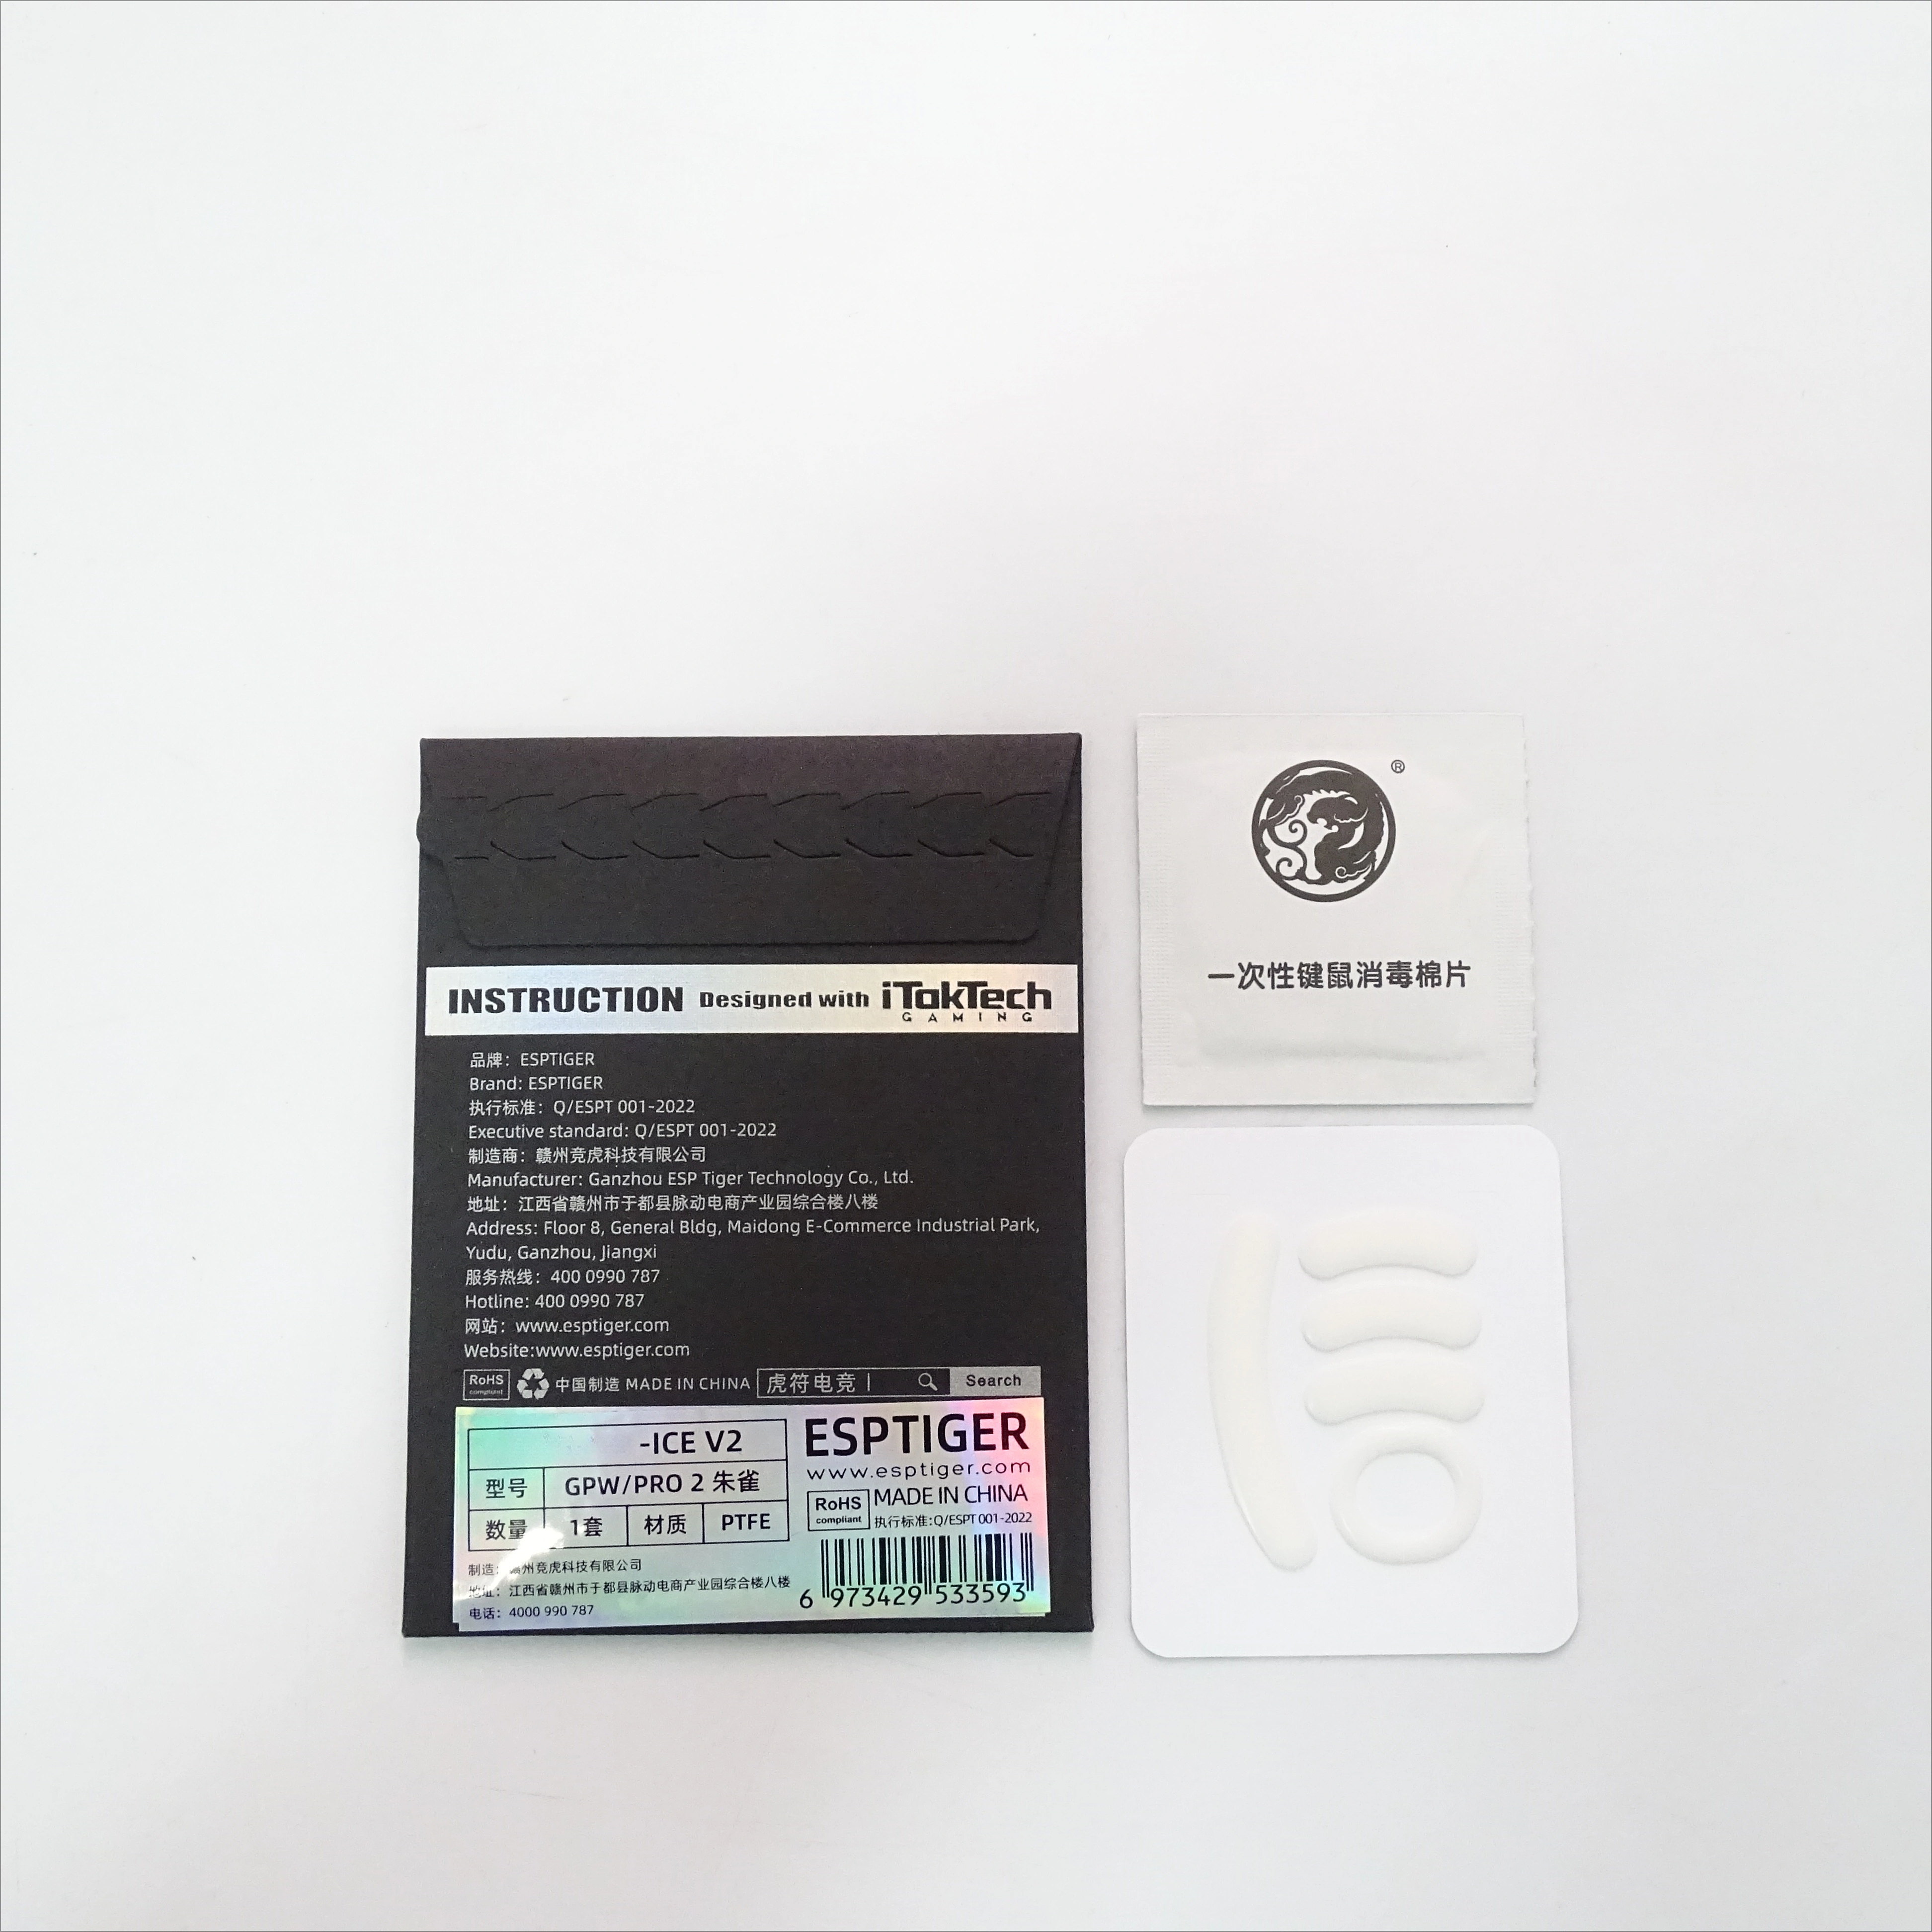 INSTRUCTION Designed with iTakTech
GAMING
品牌：ESPTIGER
Brand: ESPTIGER
执行标准：Q/ESPT 001-2022
Executive standard: Q/ESPT 001-2022
制造商：赣州竞虎科技有限公司
Manufacturer: Ganzhou ESP Tiger Technology Co., Ltd.
地址：江西省赣州市于都县脉动电商产业园综合楼八楼
Address: Floor 8, General Bldg, Maidong E-Commerce Industrial Park,
Yudu, Ganzhou, Jiangxi
服务热线：400 0990 787
Hotline: 400 0990 787
网站：www.esptiger.com
Website:www.esptiger.com
RoHS
compliant
中国制造 MADE IN CHINA
虎符电竞
Search
-ICE V2
型号 GPW/PRO 2 朱雀
数量 1套 材质 PTFE
制造：赣州竞虎科技有限公司
地址：江西省赣州市于都县脉动电商产业园综合楼八楼
电话：4000 990 787
ESPTIGER
www.esptiger.com
RoHS
compliant
MADE IN CHINA
执行标准:Q/ESPT 001-2022
6 973429 533593
®
一次性键鼠消毒棉片